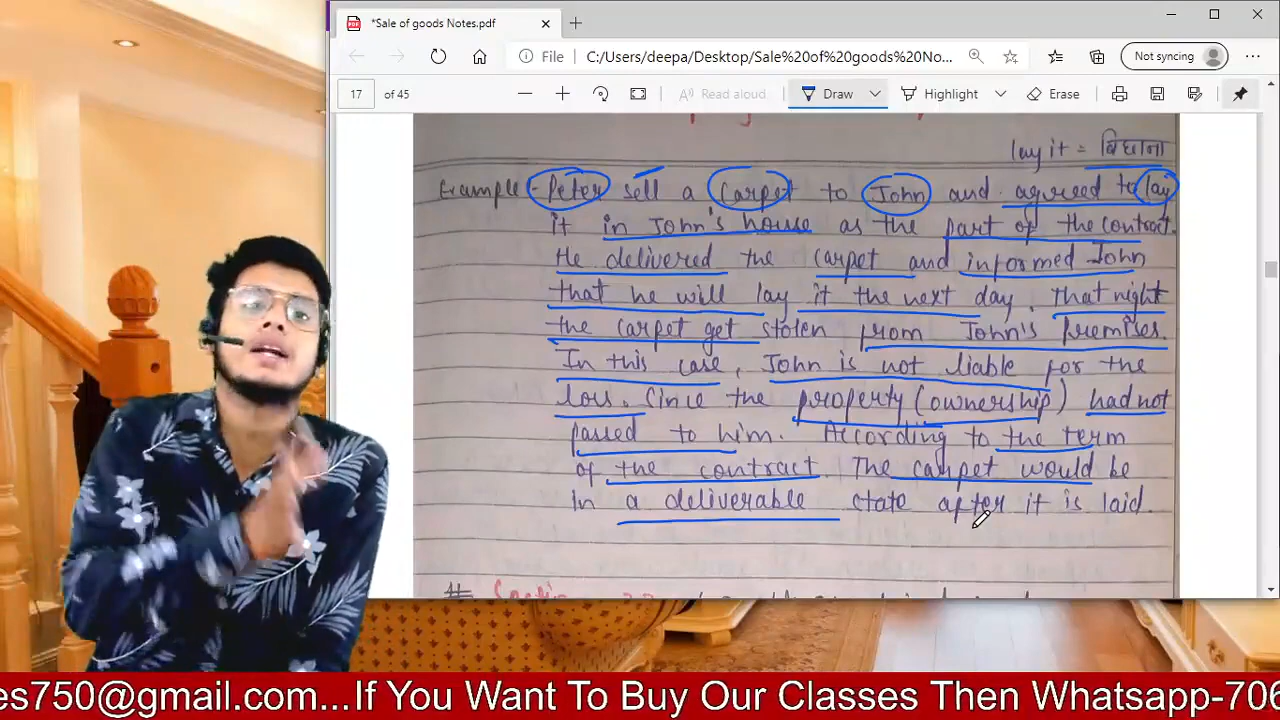 *Sale of goods Notes.pdf
File
C:/Users/deepa/Desktop/Sale%20of%20goods%20No...
Not syncing
17 of 45
Read aloud
Draw
Highlight
Erase
lay it = बिछाना
Example - Peter sell a Carpet to John and agreed to lay
it in John's house as the part of the contract.
He delivered the carpet and informed John
that he will lay it the next day. That night
the carpet get stolen from John's premises.
In this case, John is not liable for the
loss. Cince the property (ownership) had not
passed to him. According to the term
of the contract. The carpet would be
in a deliverable state after it is laid.
es750@gmail.com...If You Want To Buy Our Classes Then Whatsapp-706